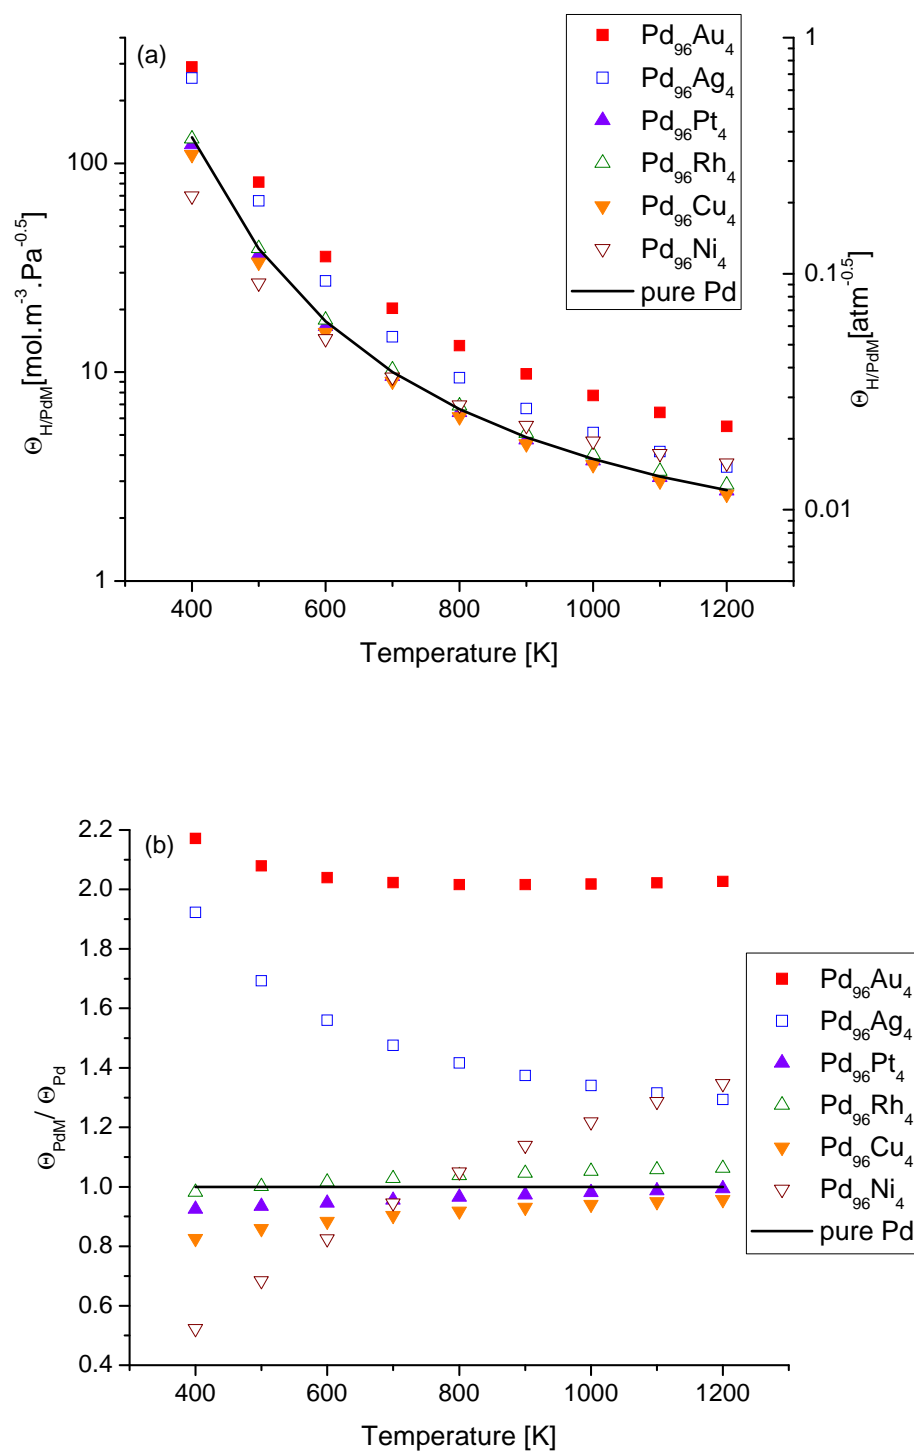 (a)
Pd96Au4
Pd96Ag4
Pd96Pt4
Pd96Rh4
Pd96Cu4
Pd96Ni4
pure Pd
100
10
1
ΘH/PdM[mol.m-3.Pa-0.5]
1
0.15
0.01
ΘH/PdM[atm-0.5]
400 600 800 1000 1200
Temperature [K]
(b)
2.2
2.0
1.8
1.6
1.4
1.2
1.0
0.8
0.6
0.4
ΘPdM/ ΘPd
Pd96Au4
Pd96Ag4
Pd96Pt4
Pd96Rh4
Pd96Cu4
Pd96Ni4
pure Pd
400 600 800 1000 1200
Temperature [K]